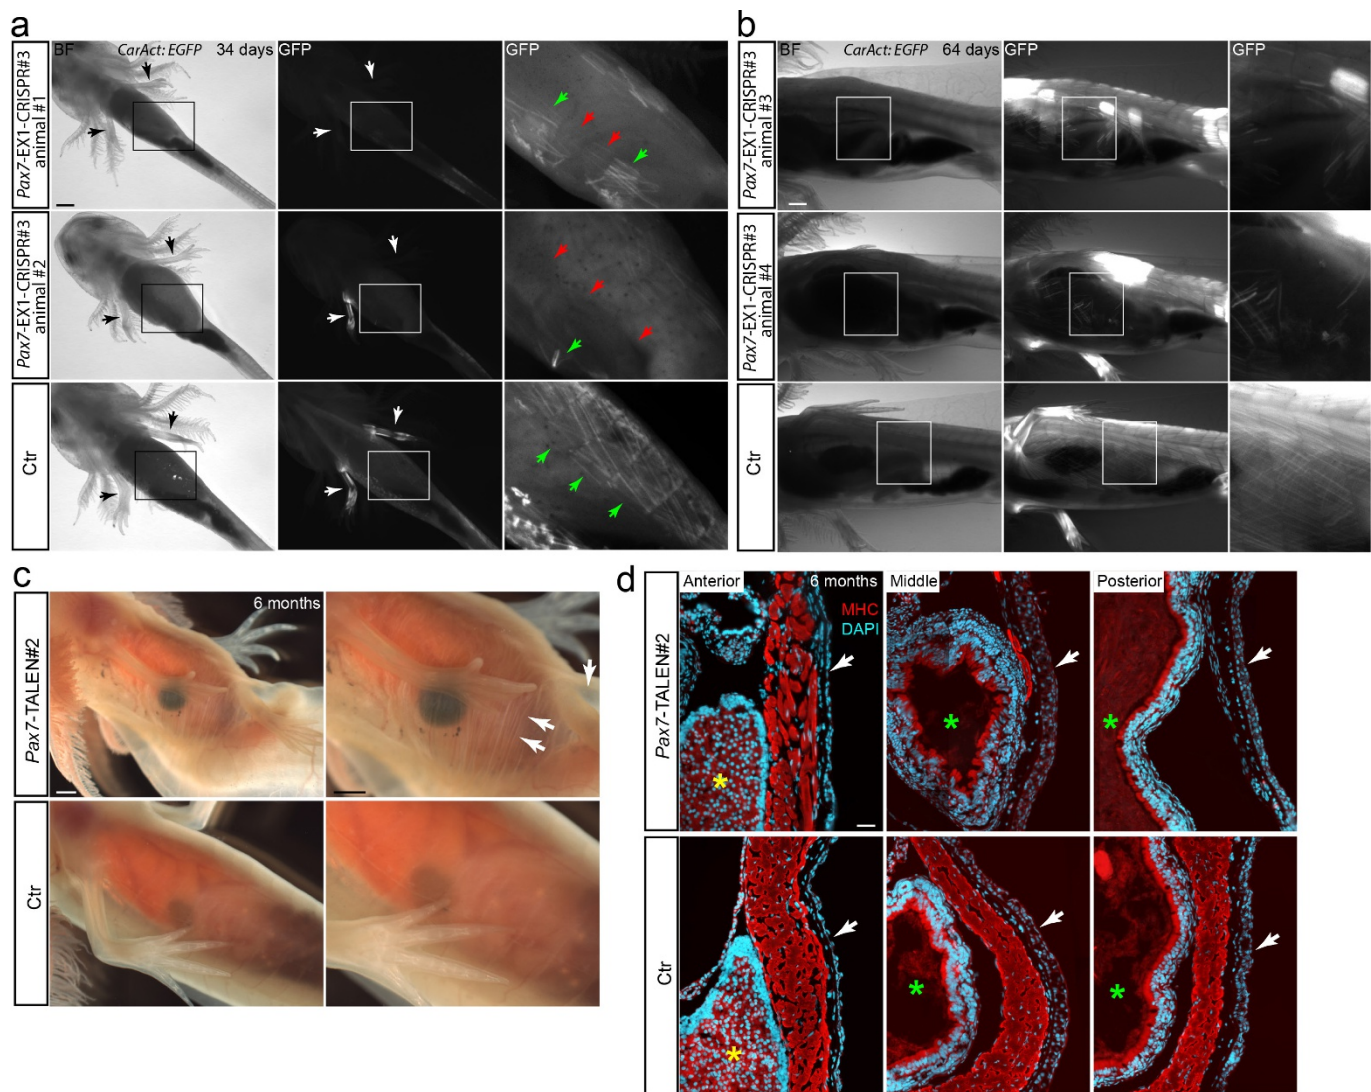 a
BF
CarAct: EGFP 34 days
GFP
GFP
Pax7-EX1-CRISPR#3
animal #1
Pax7-EX1-CRISPR#3
animal #2
Ctr
b
BF
CarAct: EGFP 64 days
GFP
GFP
Pax7-EX1-CRISPR#3
animal #3
Pax7-EX1-CRISPR#3
animal #4
Ctr
c
6 months
Pax7-TALEN#2
Ctr
d
Anterior
6 months
Middle
Posterior
MHC
DAPI
Pax7-TALEN#2
*
*
*
Ctr
*
*
*